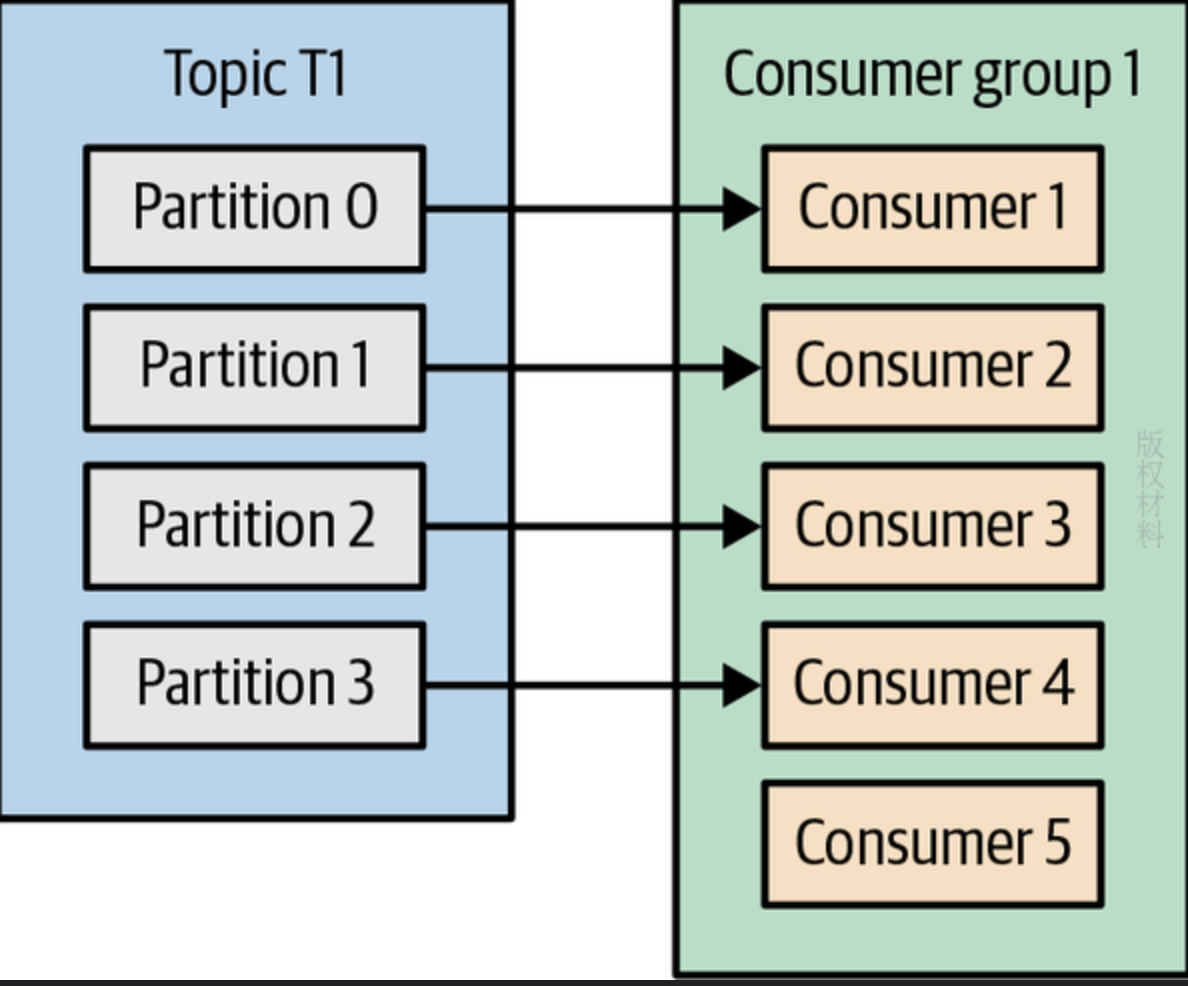 Topic T1
Partition 0
Partition 1
Partition 2
Partition 3
Consumer group 1
Consumer 1
Consumer 2
Consumer 3
Consumer 4
Consumer 5
版权材料